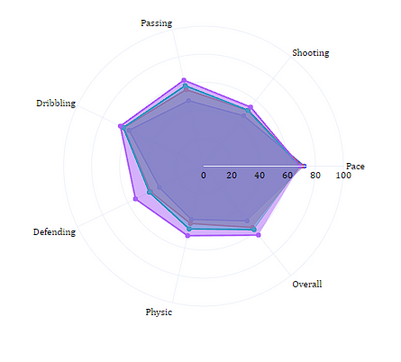 Passing
Shooting
Dribbling
Pace
0 20 40 60 80 100
Defending
Overall
Physic